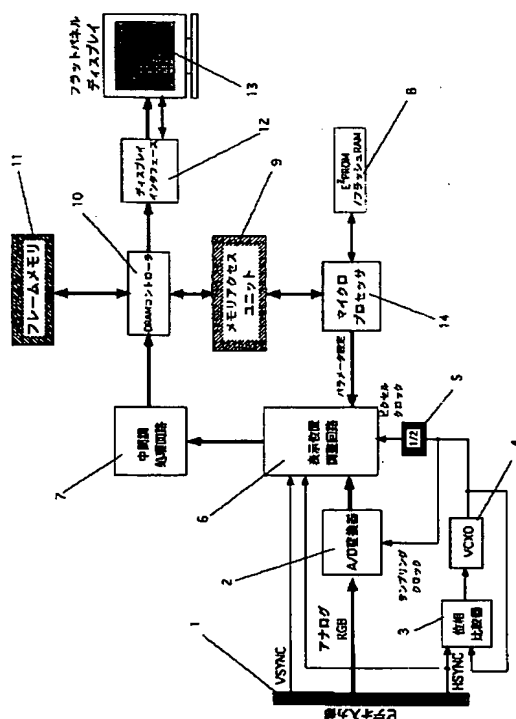 11
フレームメモリ
フラットパネル
ディスプレイ
13
10
DRAMコントローラ
ディスプレイ
インタフェース
12
9
メモリアクセス
ユニット
8
E²PROM
/フラッシュRAM
マイクロ
プロセッサ
14
パラメータ設定
7
中間調
処理回路
6
表示位置
調整回路
ピクセル
クロック
1/2
5
1
VSYNC
アナログ
RGB
2
A/D変換器
サンプリング
クロック
VCXO
4
3
位相
比較器
HSYNC
ビデオ入力端